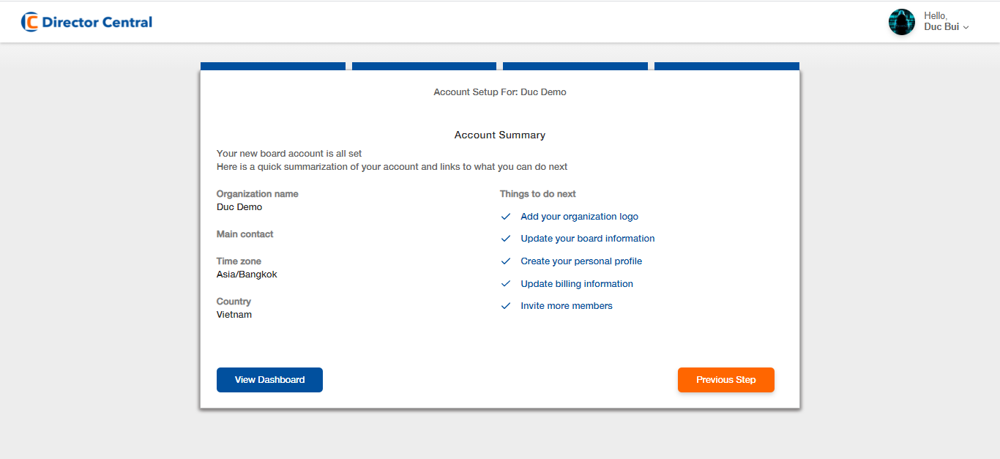 Director Central
Hello,
Duc Bui
Account Setup For: Duc Demo
Account Summary
Your new board account is all set
Here is a quick summarization of your account and links to what you can do next
Organization name
Duc Demo
Main contact
Time zone
Asia/Bangkok
Country
Vietnam
Things to do next
Add your organization logo
Update your board information
Create your personal profile
Update billing information
Invite more members
View Dashboard
Previous Step